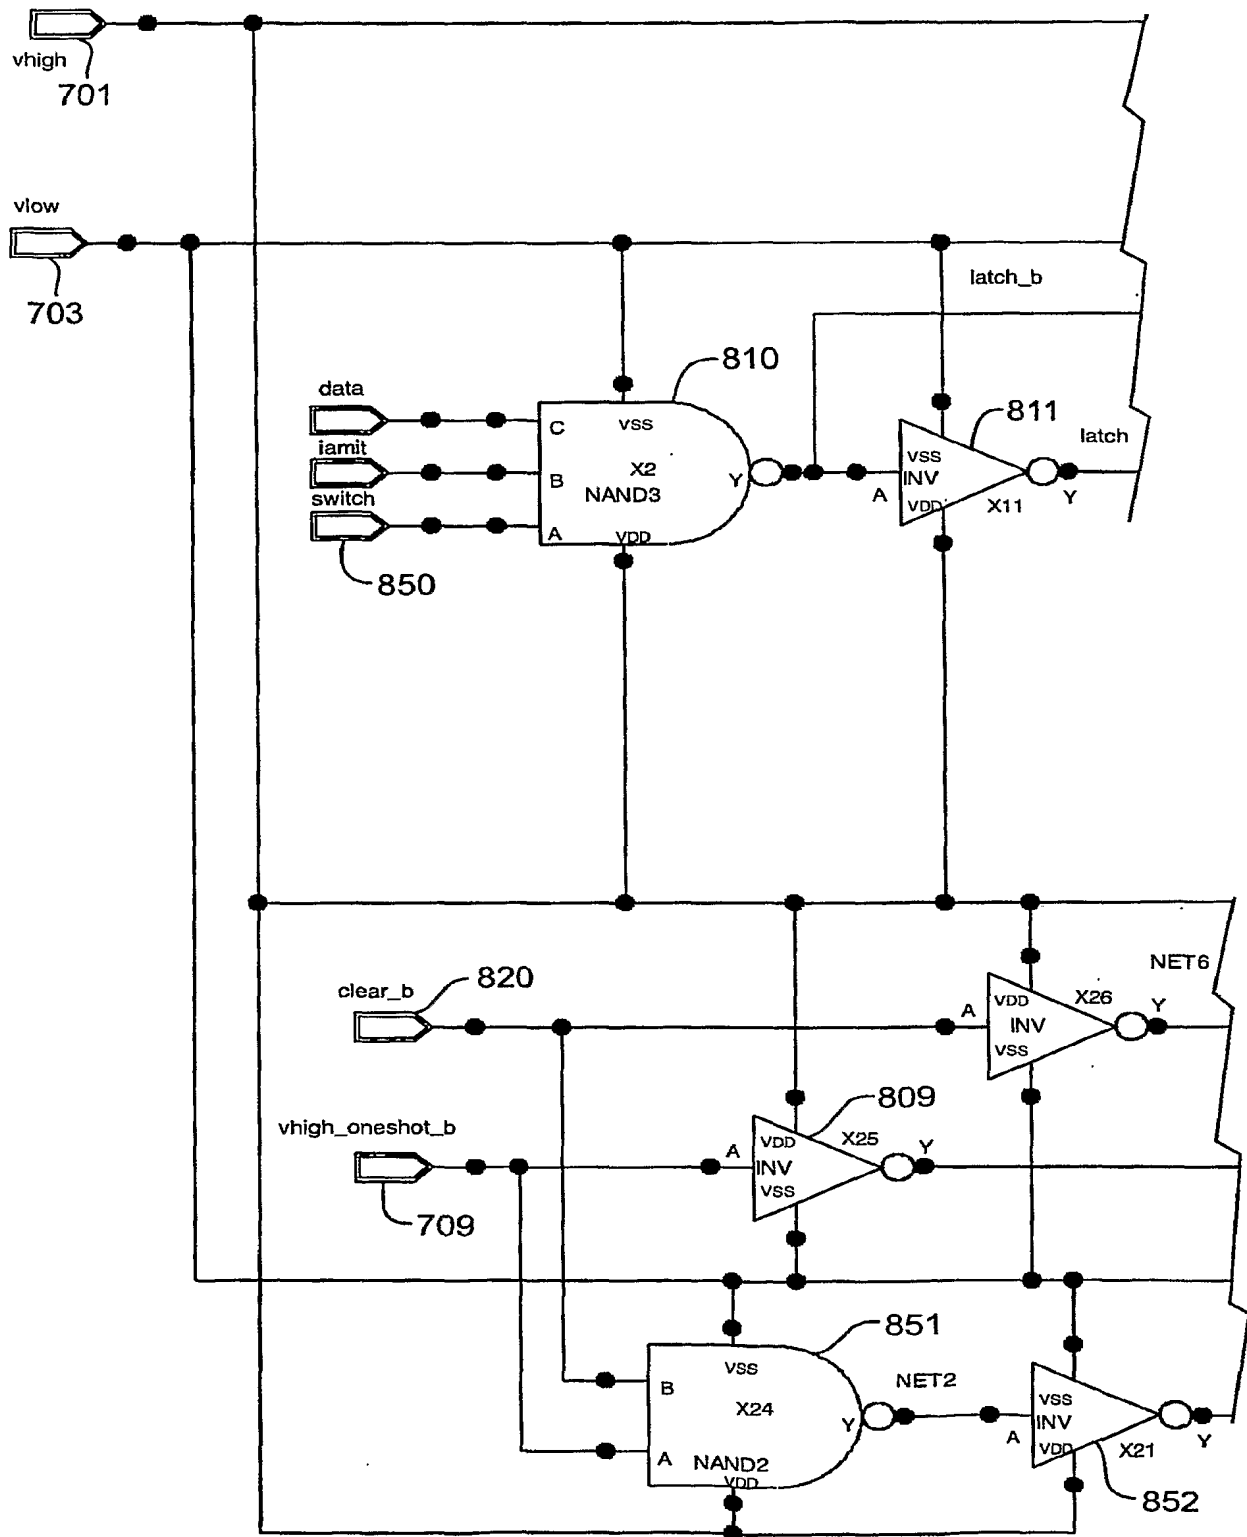 vhigh
701
vlow
703
latch_b
810
data
C
VSS
811
latch
iamit
B
X2
NAND3
Y
VSS
INV
A
X11
Y
switch
A
VDD
VDD
850
clear_b
820
NET6
VDD
X26
A
INV
Y
VSS
809
vhigh_oneshot_b
VDD
X25
A
INV
Y
VSS
709
851
VSS
NET2
B
X24
Y
VSS
INV
A
NAND2
A
VDD
X21
Y
VDD
852